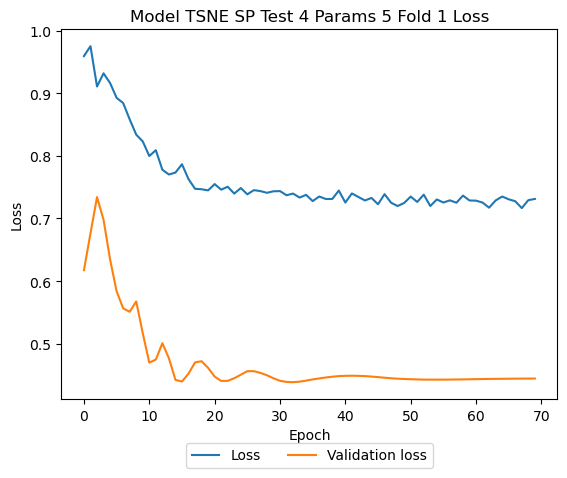 Model TSNE SP Test 4 Params 5 Fold 1 Loss
1.0
0.9
0.8
0.7
0.6
0.5
Loss
0 10 20 30 40 50 60 70
Epoch
Loss Validation loss